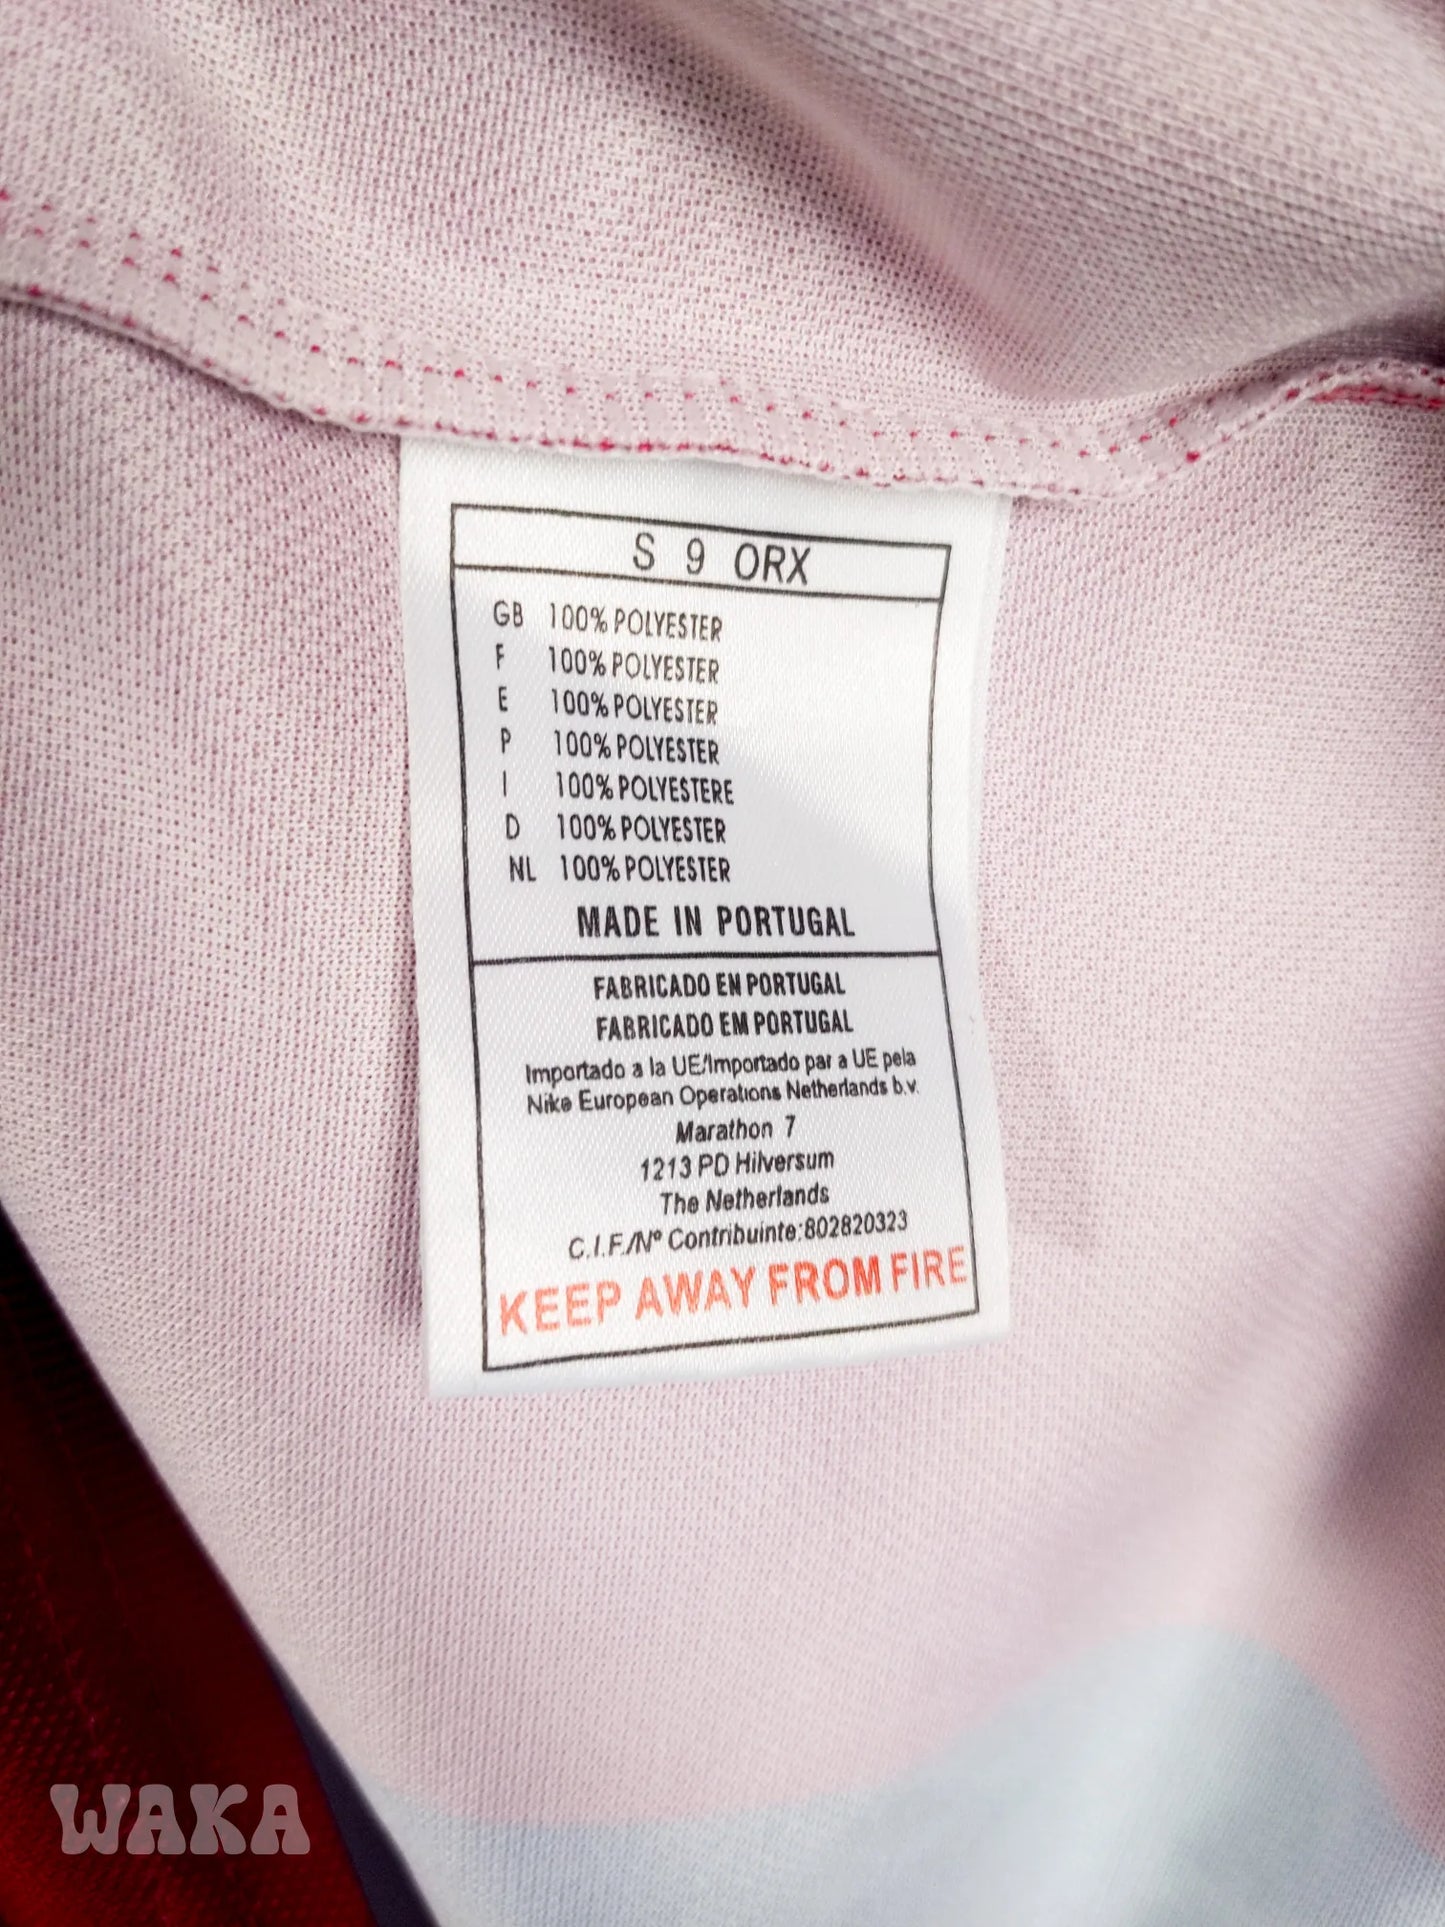 S 9 ORX
GB 100% POLYESTER
F 100% POLYESTER
E 100% POLYESTER
P 100% POLYESTER
I 100% POLYESTERE
D 100% POLYESTER
NL 100% POLYESTER
MADE IN PORTUGAL
FABRICADO EN PORTUGAL
FABRICADO EM PORTUGAL
Importado a la UE/Importado par a UE pela
Nike European Operations Netherlands b.v.
Marathon 7
1213 PD Hilversum
The Netherlands
C.I.F./Nº Contribuinte:802820323
KEEP AWAY FROM FIRE
WAKA